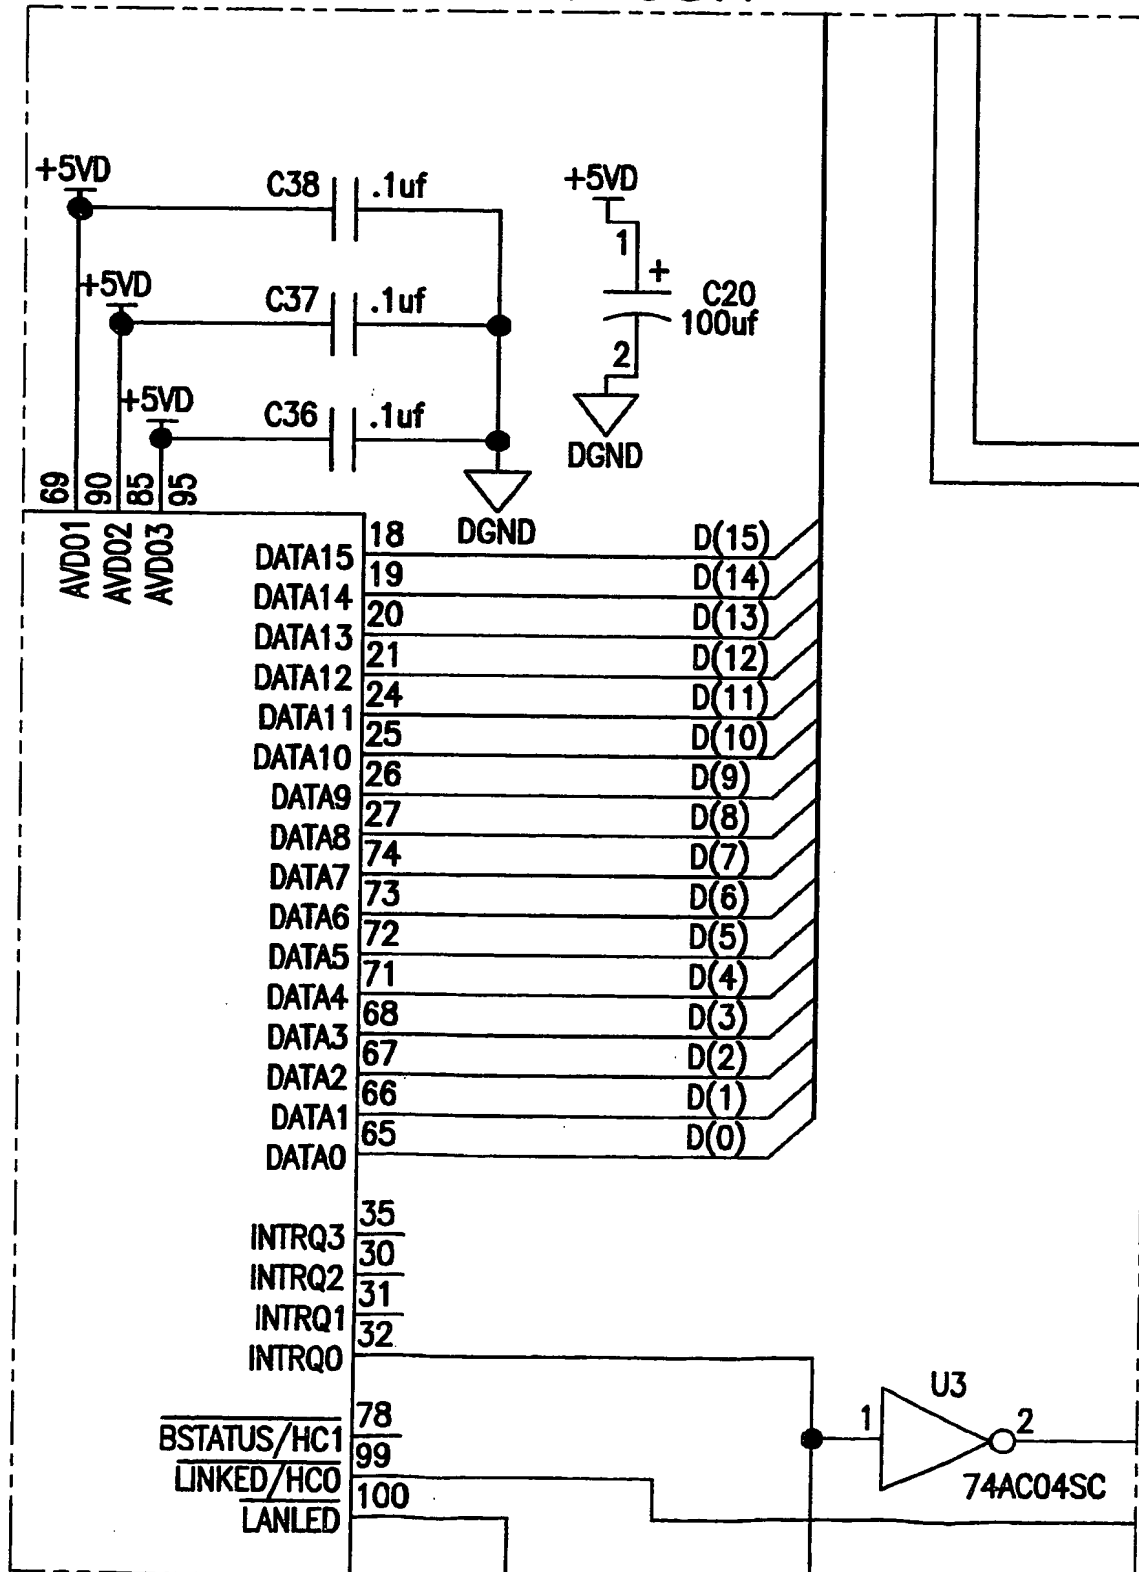 +5VD
C38 .1uf
+5VD
1
+
C20
100uf
2
DGND
+5VD
C37 .1uf
+5VD
C36 .1uf
DGND
69 90 85 95
AVDO1 AVDO2 AVDO3
DATA15 18 D(15)
DATA14 19 D(14)
DATA13 20 D(13)
DATA12 21 D(12)
DATA11 24 D(11)
DATA10 25 D(10)
DATA9 26 D(9)
DATA8 27 D(8)
DATA7 74 D(7)
DATA6 73 D(6)
DATA5 72 D(5)
DATA4 71 D(4)
DATA3 68 D(3)
DATA2 67 D(2)
DATA1 66 D(1)
DATA0 65 D(0)
INTRQ3 35
INTRQ2 30
INTRQ1 31
INTRQ0 32
U3
1 2
74AC04SC
BSTATUS/HC1 78
LINKED/HC0 99
LANLED 100